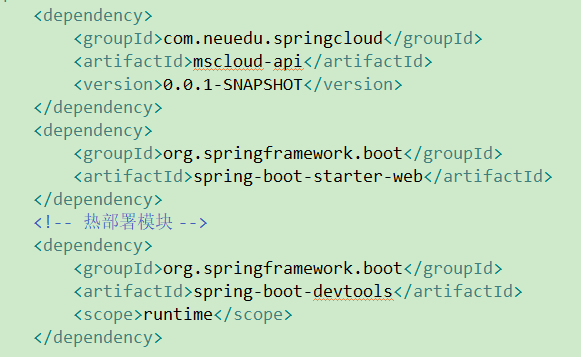 <dependency>
<groupId>com.neuedu.springcloud</groupId>
<artifactId>mscloud-api</artifactId>
<version>0.0.1-SNAPSHOT</version>
</dependency>
<dependency>
<groupId>org.springframework.boot</groupId>
<artifactId>spring-boot-starter-web</artifactId>
</dependency>
<!-- 热部署模块 -->
<dependency>
<groupId>org.springframework.boot</groupId>
<artifactId>spring-boot-devtools</artifactId>
<scope>runtime</scope>
</dependency>